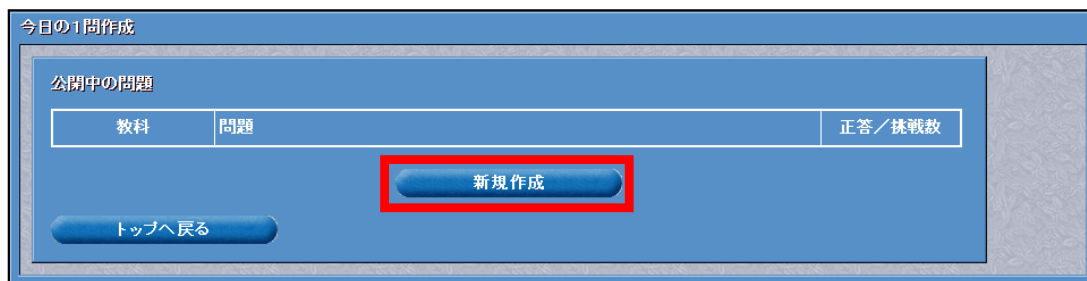 今日の1問作成
公開中の問題
教科 問題 正答／挑戦数
新規作成
トップへ戻る